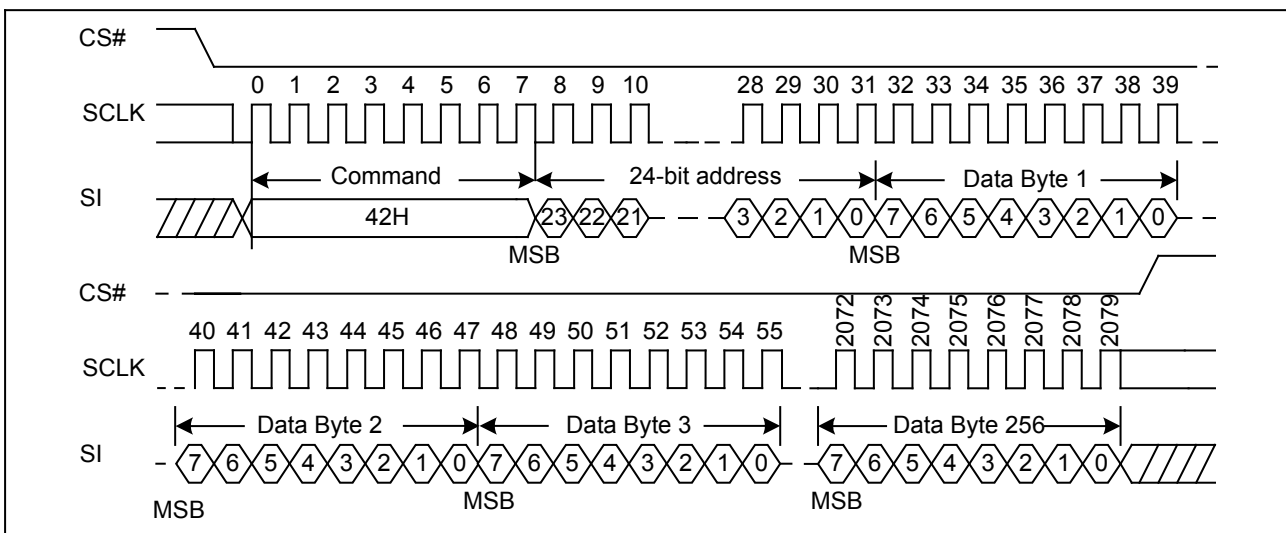 CS#
0 1 2 3 4 5 6 7 8 9 10 28 29 30 31 32 33 34 35 36 37 38 39
SCLK
Command 24-bit address Data Byte 1
SI
42H 23 22 21 3 2 1 0 7 6 5 4 3 2 1 0
MSB MSB
CS#
40 41 42 43 44 45 46 47 48 49 50 51 52 53 54 55 2072 2073 2074 2075 2076 2077 2078 2079
SCLK
Data Byte 2 Data Byte 3 Data Byte 256
SI
7 6 5 4 3 2 1 0 7 6 5 4 3 2 1 0 7 6 5 4 3 2 1 0
MSB MSB MSB